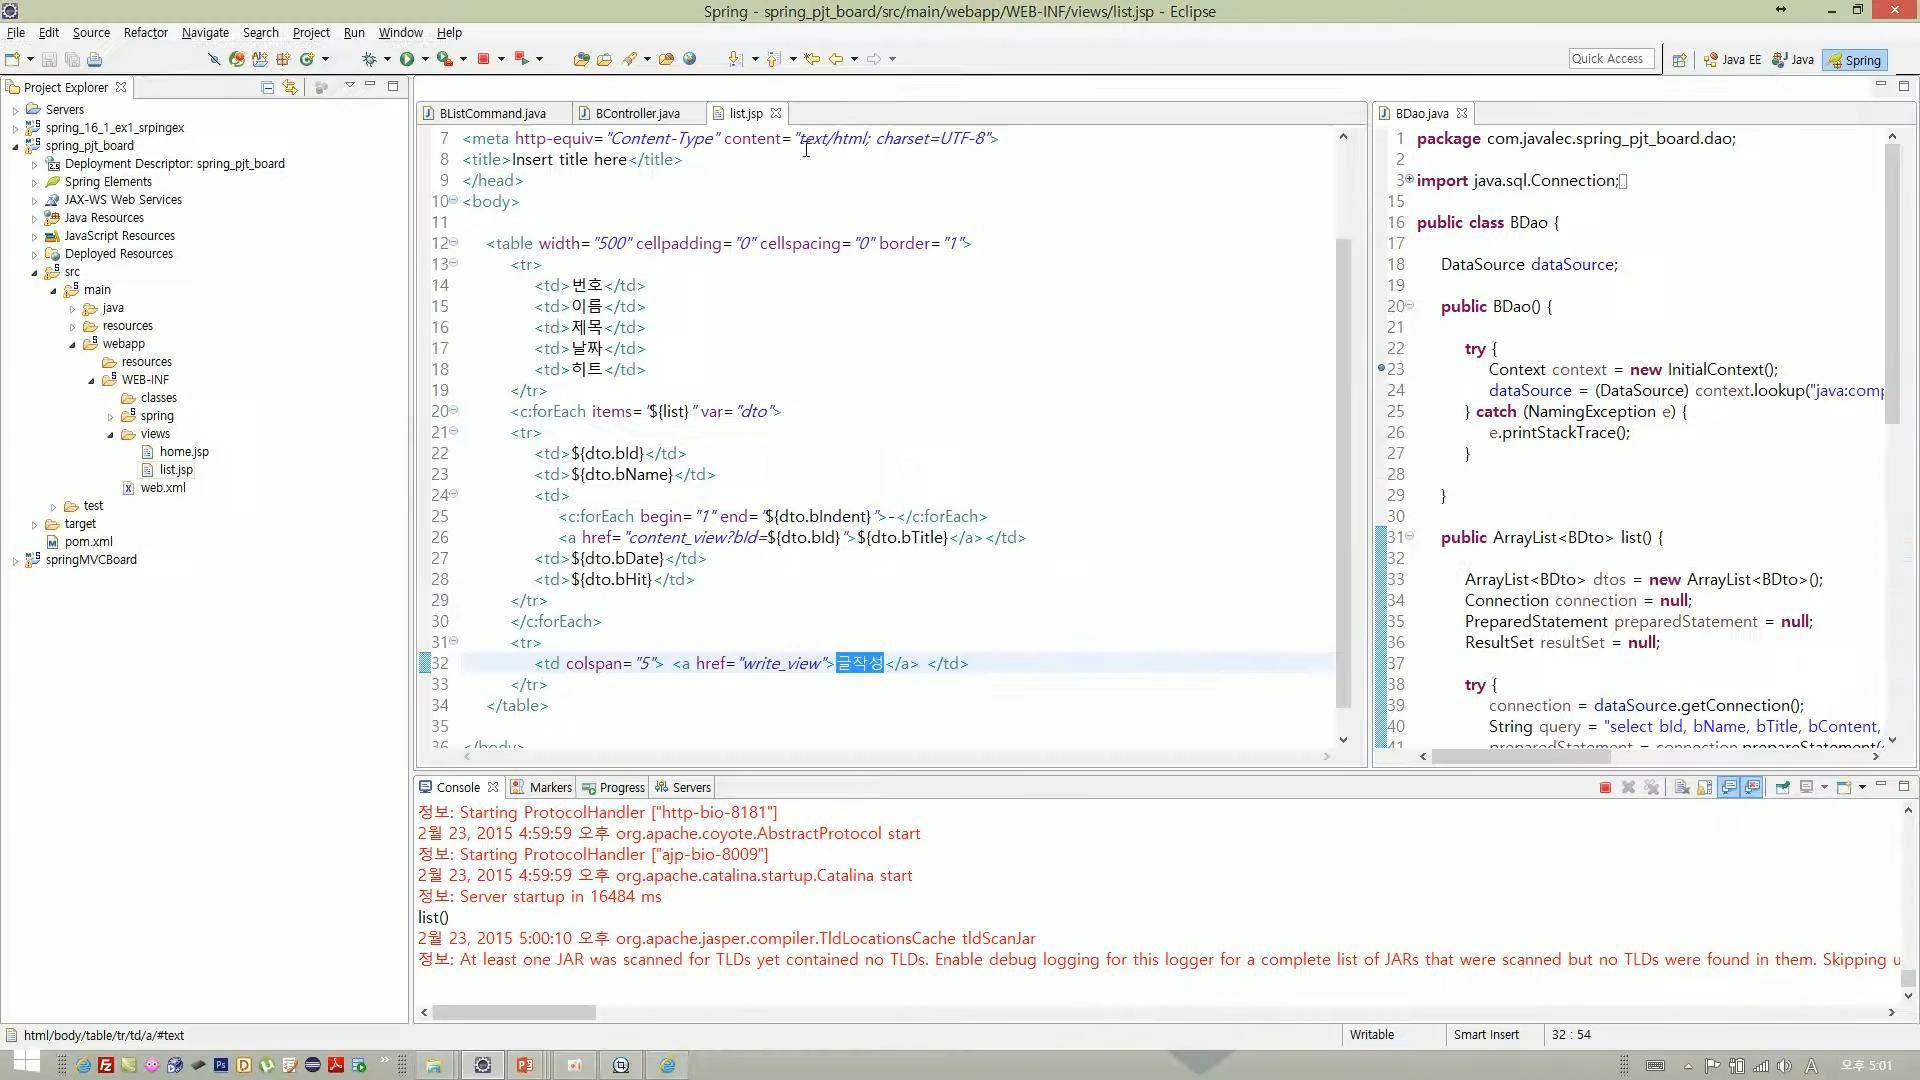 Spring - spring_pjt_board/src/main/webapp/WEB-INF/views/list.jsp - Eclipse
File Edit Source Refactor Navigate Search Project Run Window Help
Quick Access
Java EE
Java
Spring
Project Explorer
Servers
spring_16_1_ex1_srpingex
spring_pjt_board
Deployment Descriptor: spring_pjt_board
Spring Elements
JAX-WS Web Services
Java Resources
JavaScript Resources
Deployed Resources
src
main
java
resources
webapp
resources
WEB-INF
classes
spring
views
home.jsp
list.jsp
web.xml
test
target
pom.xml
springMVCBoard
BListCommand.java
BController.java
list.jsp
7 <meta http-equiv="Content-Type" content="text/html; charset=UTF-8">
8 <title>Insert title here</title>
9 </head>
10 <body>
11
12 <table width="500" cellpadding="0" cellspacing="0" border="1">
13 <tr>
14 <td>번호</td>
15 <td>이름</td>
16 <td>제목</td>
17 <td>날짜</td>
18 <td>히트</td>
19 </tr>
20 <c:forEach items="${list}" var="dto">
21 <tr>
22 <td>${dto.bId}</td>
23 <td>${dto.bName}</td>
24 <td>
25 <c:forEach begin="1" end="${dto.bIndent}">-</c:forEach>
26 <a href="content_view?bId=${dto.bId}">${dto.bTitle}</a></td>
27 <td>${dto.bDate}</td>
28 <td>${dto.bHit}</td>
29 </tr>
30 </c:forEach>
31 <tr>
32 <td colspan="5"> <a href="write_view">글작성</a> </td>
33 </tr>
34 </table>
35
36 </body>
BDao.java
1 package com.javalec.spring_pjt_board.dao;
2
3 import java.sql.Connection;
15
16 public class BDao {
17
18 DataSource dataSource;
19
20 public BDao() {
21
22 try {
23 Context context = new InitialContext();
24 dataSource = (DataSource) context.lookup("java:comp
25 } catch (NamingException e) {
26 e.printStackTrace();
27 }
28
29 }
30
31 public ArrayList<BDto> list() {
32
33 ArrayList<BDto> dtos = new ArrayList<BDto>();
34 Connection connection = null;
35 PreparedStatement preparedStatement = null;
36 ResultSet resultSet = null;
37
38 try {
39 connection = dataSource.getConnection();
40 String query = "select bId, bName, bTitle, bContent,
41 preparedStatement = connection.prepareStatement(
Console Markers Progress Servers
정보: Starting ProtocolHandler ["http-bio-8181"]
2월 23, 2015 4:59:59 오후 org.apache.coyote.AbstractProtocol start
정보: Starting ProtocolHandler ["ajp-bio-8009"]
2월 23, 2015 4:59:59 오후 org.apache.catalina.startup.Catalina start
정보: Server startup in 16484 ms
list()
2월 23, 2015 5:00:10 오후 org.apache.jasper.compiler.TldLocationsCache tldScanJar
정보: At least one JAR was scanned for TLDs yet contained no TLDs. Enable debug logging for this logger for a complete list of JARs that were scanned but no TLDs were found in them. Skipping u
html/body/table/tr/td/a/#text
Writable
Smart Insert
32 : 54
A
오후 5:01